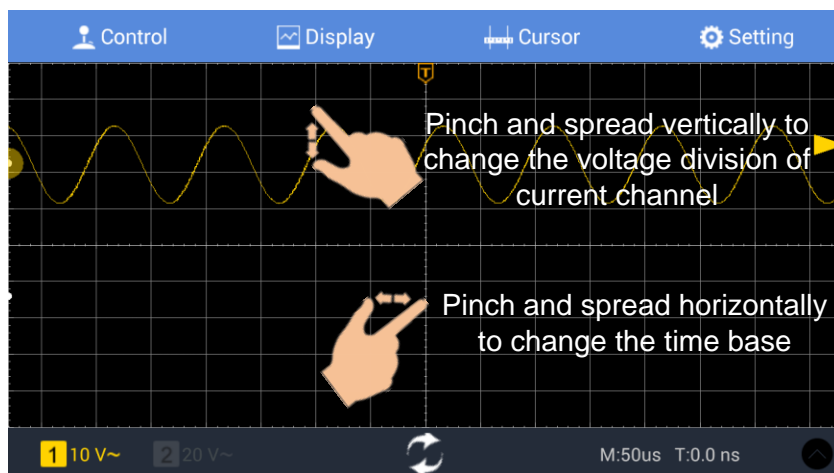 Control Display Cursor Setting
T
Pinch and spread vertically to
change the voltage division of
current channel
Pinch and spread horizontally
to change the time base
1 10 V~ 2 20 V~ M:50us T:0.0 ns